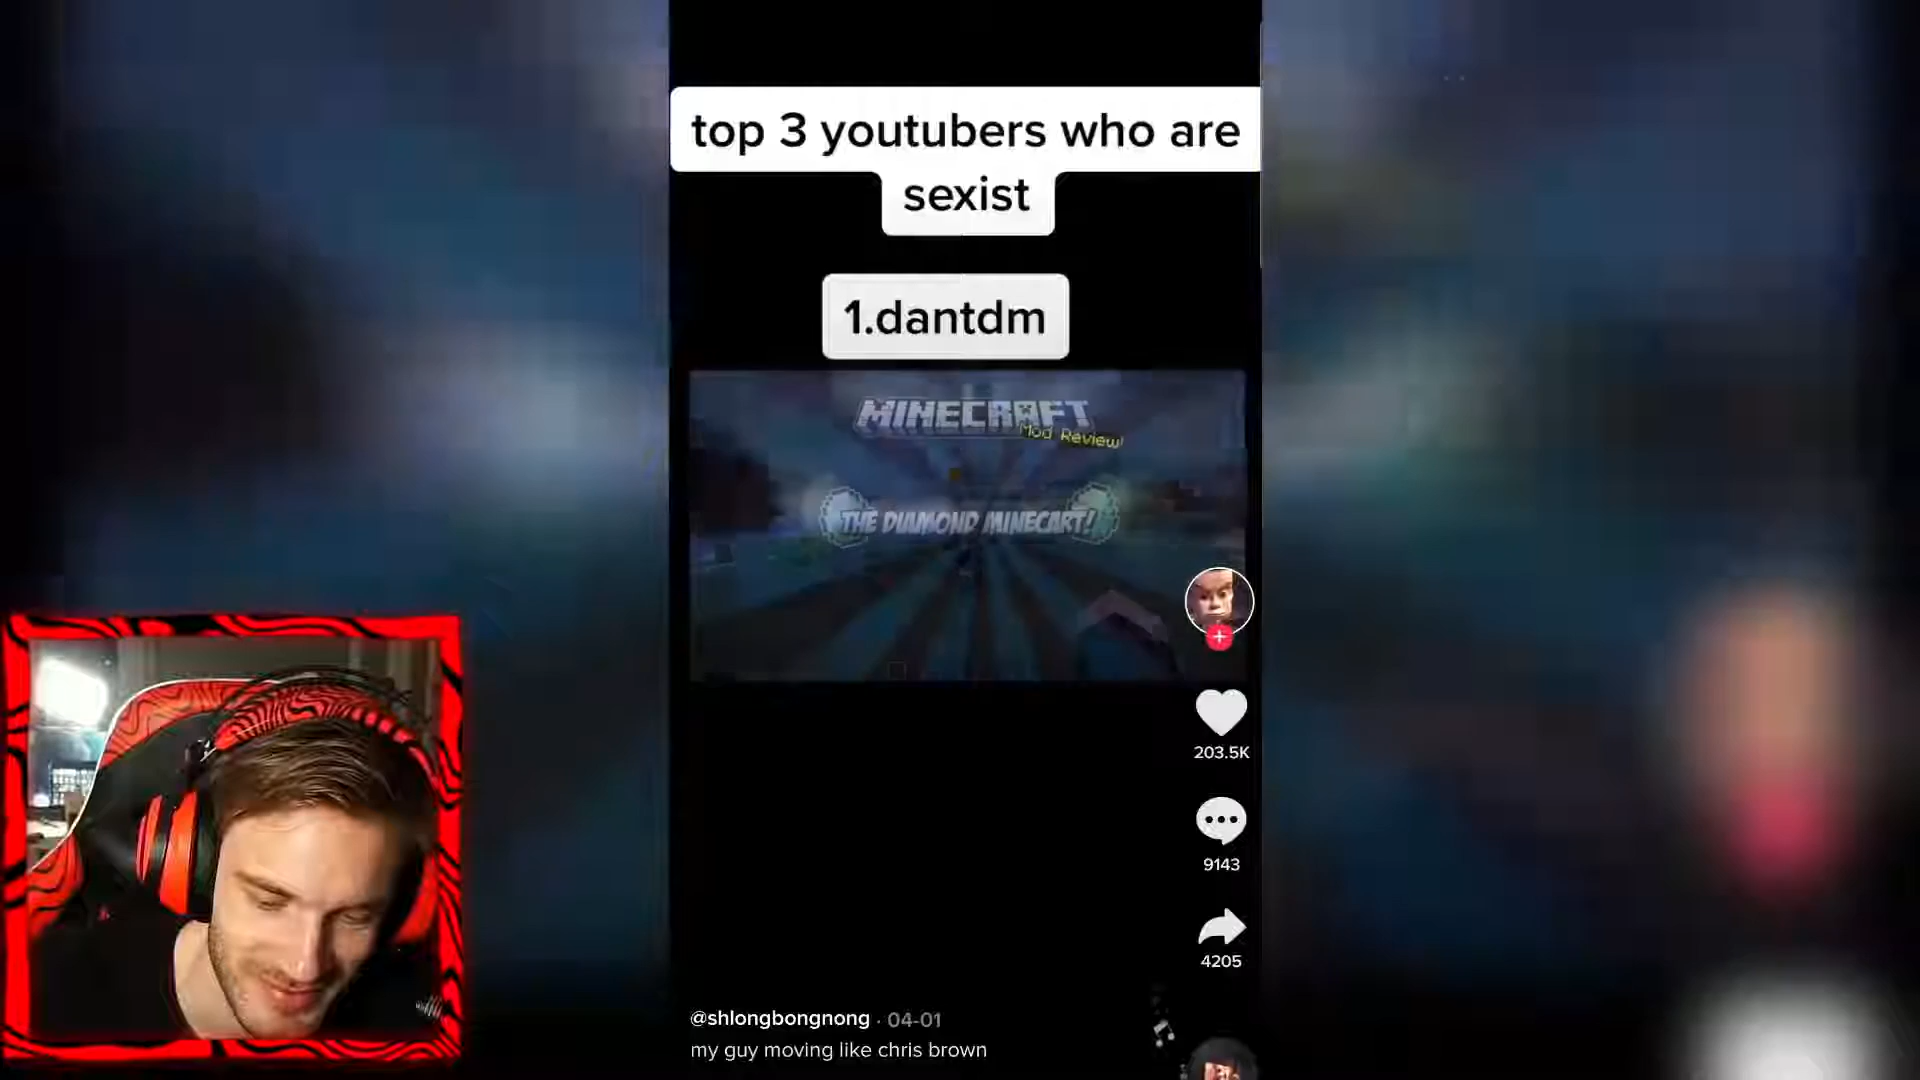 top 3 youtubers who are
sexist
1.dantdm
MINECRAFT
Mod Review!
THE DIAMOND MINECART!
203.5K
9143
4205
@shlongbongnong · 04-01
my guy moving like chris brown